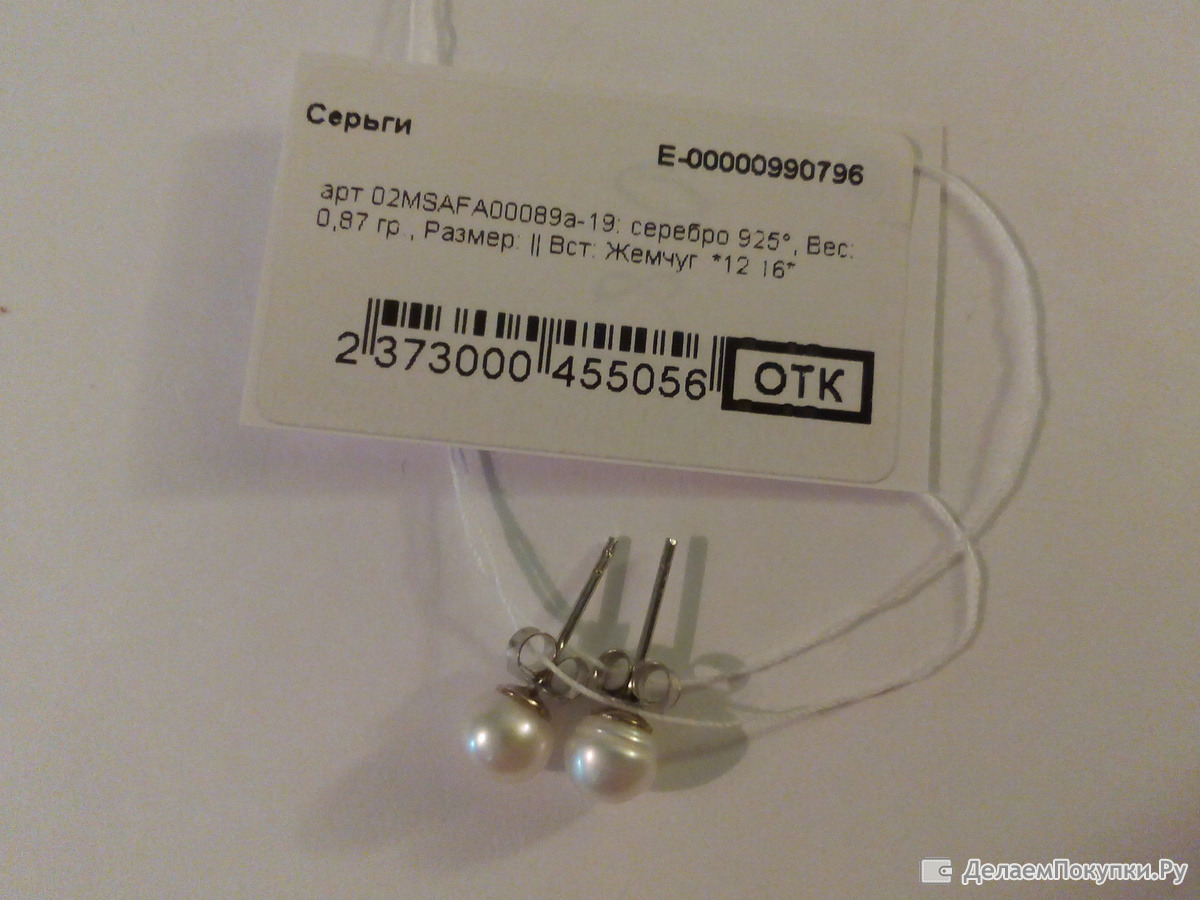 Серьги
E-00000990796
арт 02MSAFA00089а-19: серебро 925°, Вес:
0,87 гр., Размер: || Вст: Жемчуг *12 16*
2 373000 455056
ОТК
ДелаемПокупки.Ру